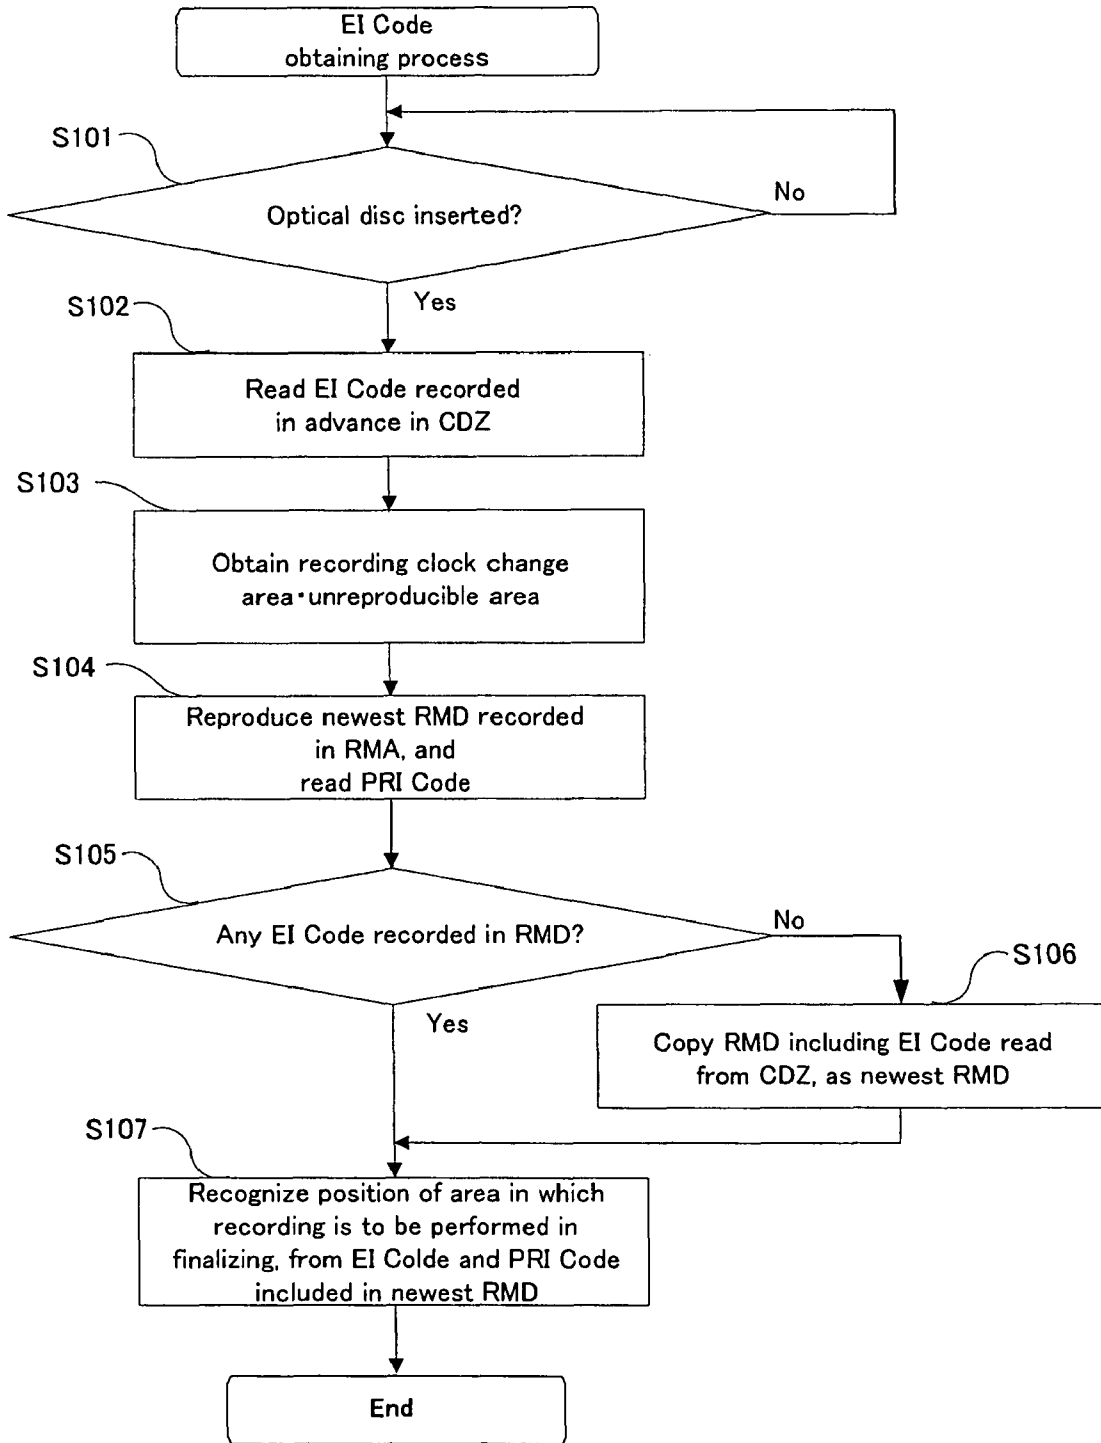 EI Code
obtaining process
S101
No
Optical disc inserted?
Yes
S102
Read EI Code recorded
in advance in CDZ
S103
Obtain recording clock change
area・unreproducible area
S104
Reproduce newest RMD recorded
in RMA, and
read PRI Code
S105
No
Any EI Code recorded in RMD?
S106
Yes
Copy RMD including EI Code read
from CDZ, as newest RMD
S107
Recognize position of area in which
recording is to be performed in
finalizing, from EI Colde and PRI Code
included in newest RMD
End